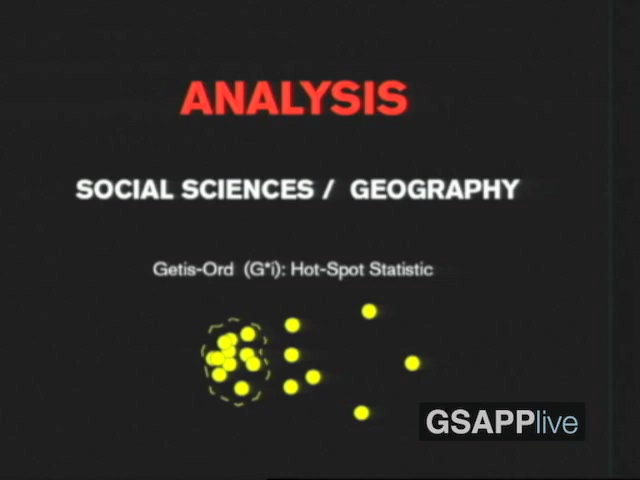 ANALYSIS
SOCIAL SCIENCES / GEOGRAPHY
Getis-Ord (G*i): Hot-Spot Statistic
GSAPPlive